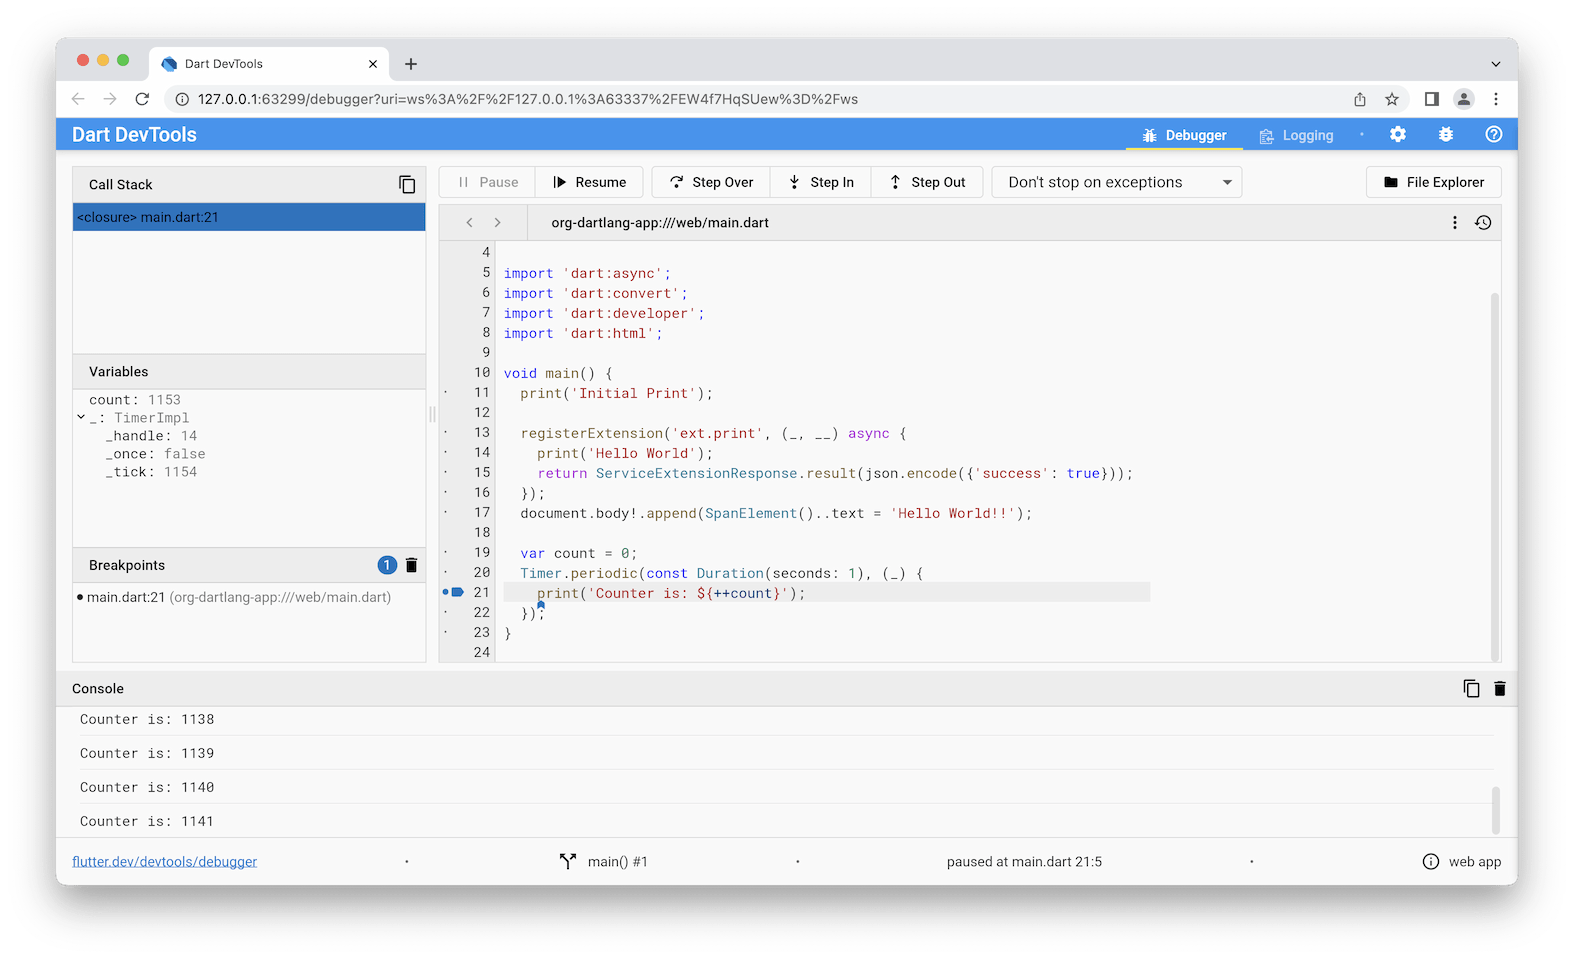 Dart DevTools
127.0.0.1:63299/debugger?uri=ws%3A%2F%2F127.0.0.1%3A63337%2FEW4f7HqSUew%3D%2Fws
Dart DevTools
Debugger
Logging
Call Stack
<closure> main.dart:21
Variables
count: 1153
_: TimerImpl
_handle: 14
_once: false
_tick: 1154
Breakpoints
1
main.dart:21 (org-dartlang-app:///web/main.dart)
Pause
Resume
Step Over
Step In
Step Out
Don't stop on exceptions
File Explorer
org-dartlang-app:///web/main.dart
4
5 import 'dart:async';
6 import 'dart:convert';
7 import 'dart:developer';
8 import 'dart:html';
9
10 void main() {
11 print('Initial Print');
12
13 registerExtension('ext.print', (_, __) async {
14 print('Hello World');
15 return ServiceExtensionResponse.result(json.encode({'success': true}));
16 });
17 document.body!.append(SpanElement()..text = 'Hello World!!');
18
19 var count = 0;
20 Timer.periodic(const Duration(seconds: 1), (_) {
21 print('Counter is: ${++count}');
22 });
23 }
24
Console
Counter is: 1138
Counter is: 1139
Counter is: 1140
Counter is: 1141
flutter.dev/devtools/debugger
main() #1
paused at main.dart 21:5
web app